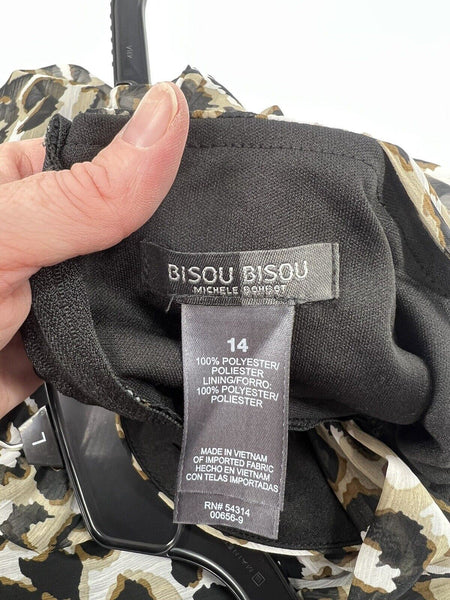 BISOU BISOU
MICHELE BOHBOT
14
100% POLYESTER/
POLIESTER
LINING/FORRO:
100% POLYESTER/
POLIESTER
MADE IN VIETNAM
OF IMPORTED FABRIC
HECHO EN VIETNAM
CON TELAS IMPORTADAS
RN# 54314
00656-9
L